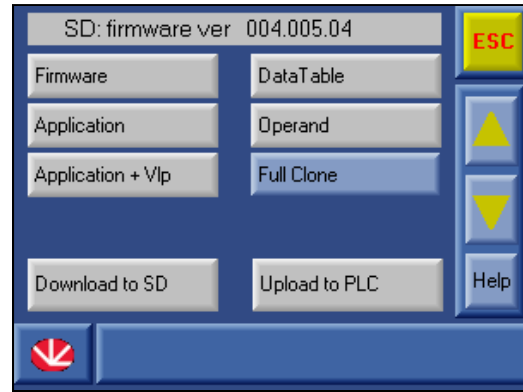 SD: firmware ver 004.005.04
ESC
Firmware
DataTable
Application
Operand
Application + Vlp
Full Clone
Download to SD
Upload to PLC
Help